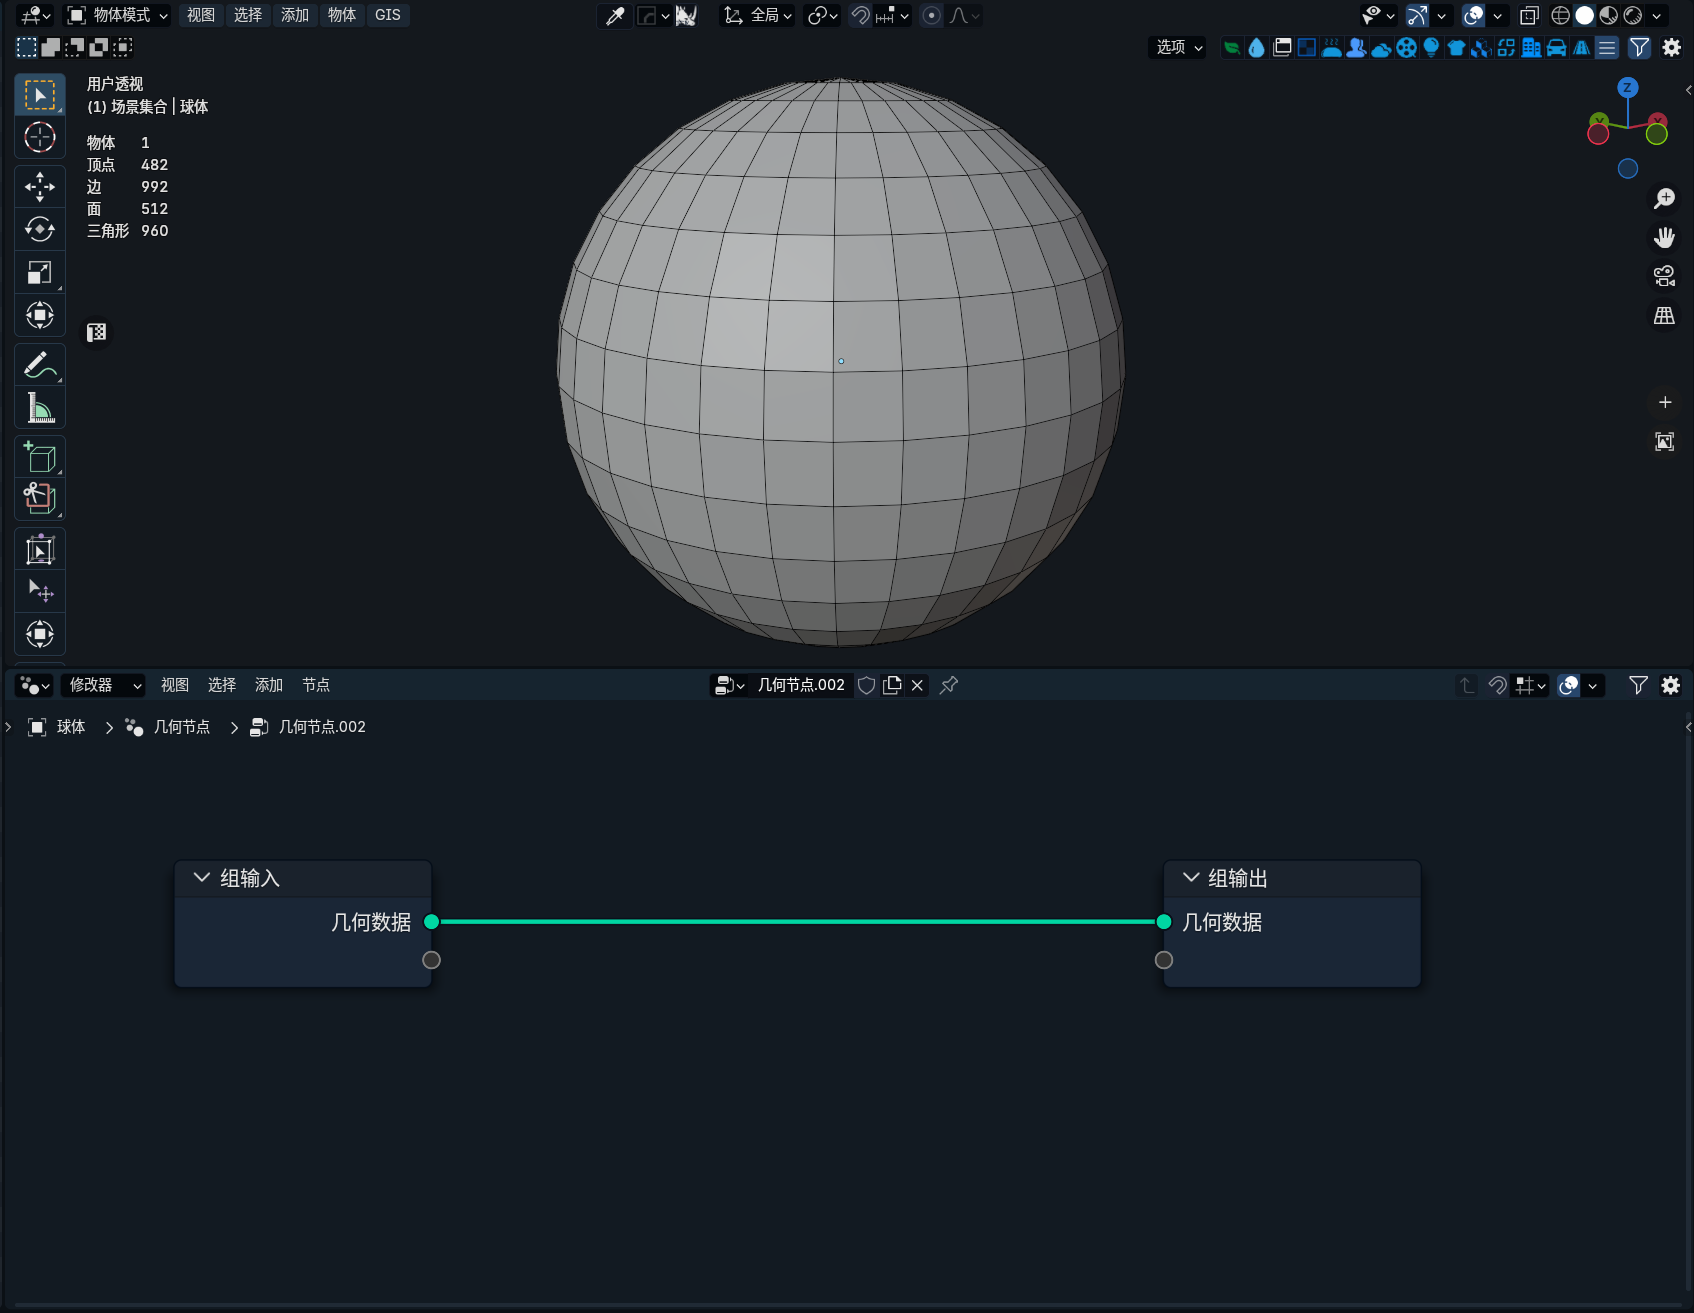 物体模式 视图 选择 添加 物体 GIS 全局
选项
用户透视
(1) 场景集合 | 球体
物体 1
顶点 482
边 992
面 512
三角形 960
Z
Y
X
修改器 视图 选择 添加 节点 几何节点.002
球体 几何节点 几何节点.002
组输入
几何数据
组输出
几何数据